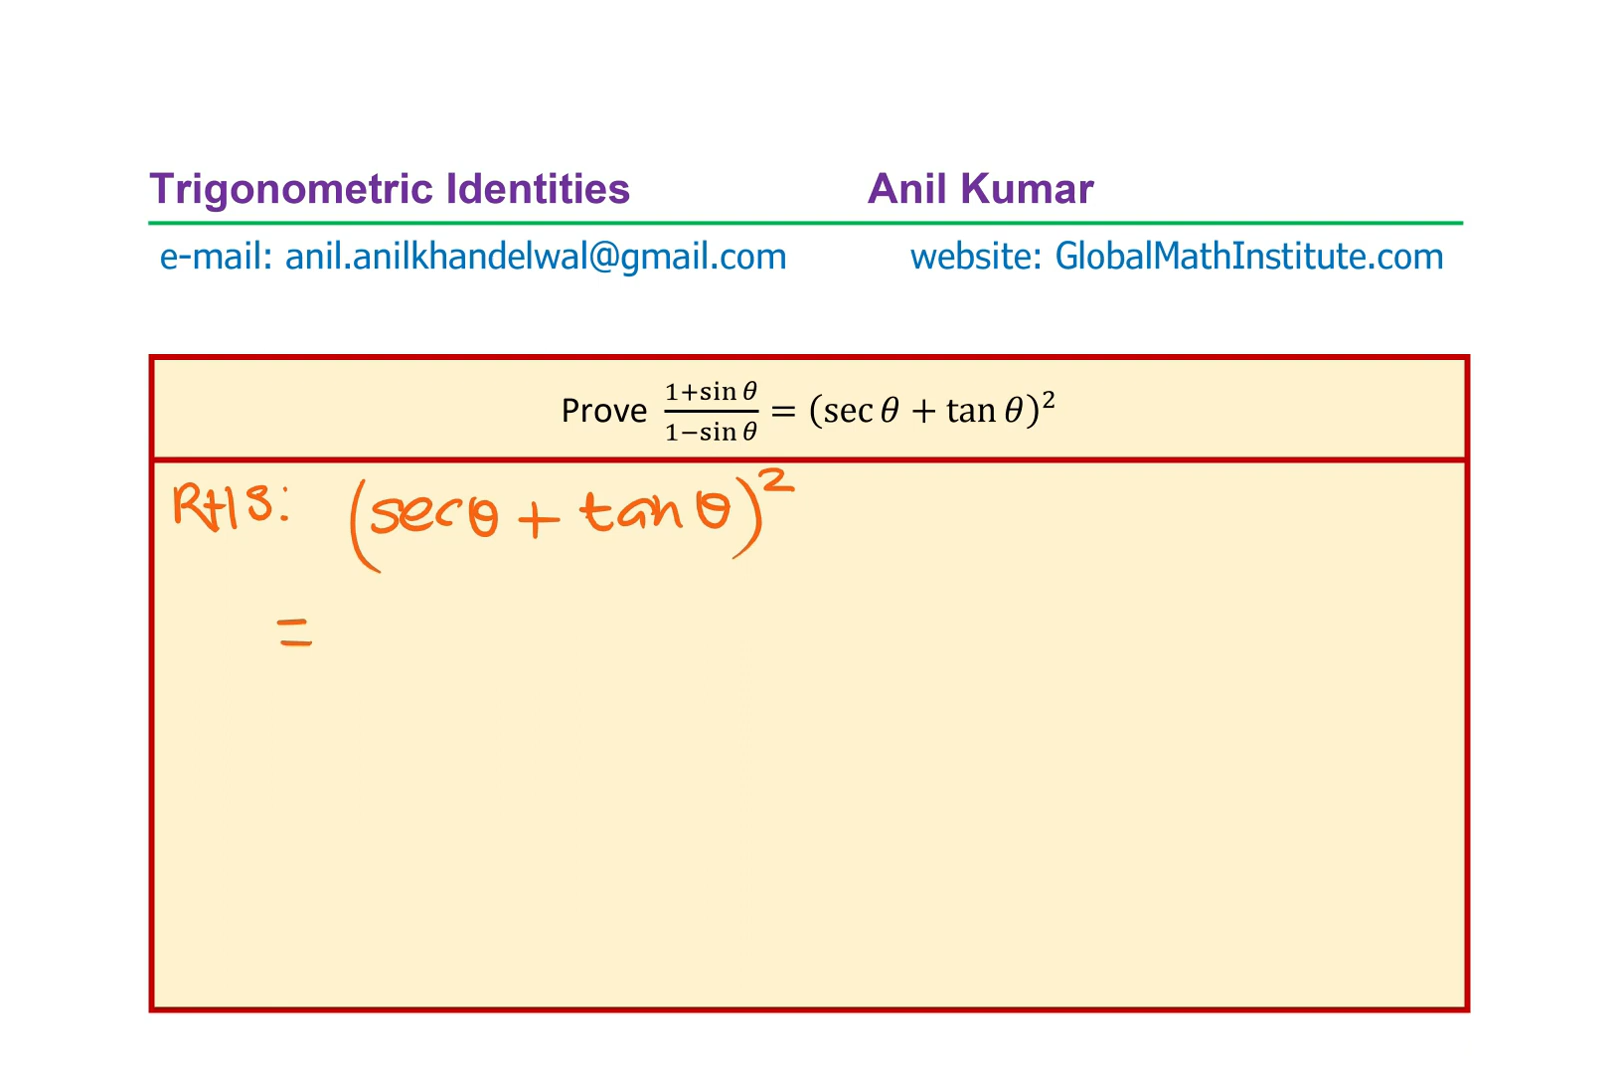 Trigonometric Identities Anil Kumar
e-mail: anil.anilkhandelwal@gmail.com website: GlobalMathInstitute.com
Prove (1+sin θ)/(1−sin θ) = (sec θ + tan θ)²
RHS: (secθ + tan θ)²
=